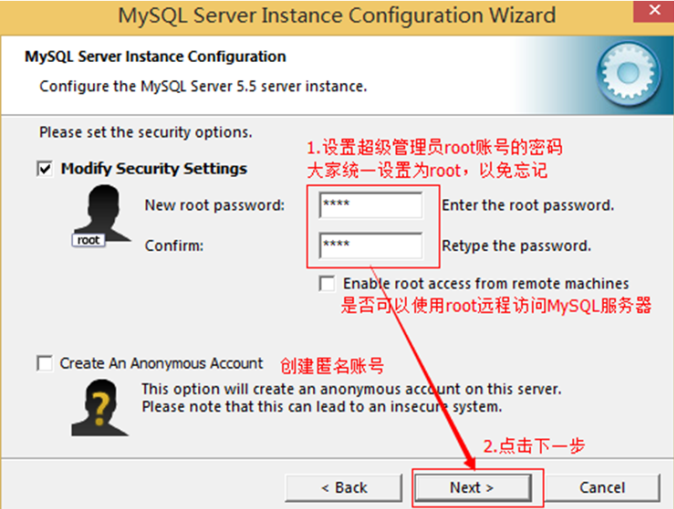 MySQL Server Instance Configuration Wizard
MySQL Server Instance Configuration
Configure the MySQL Server 5.5 server instance.
Please set the security options.
1.设置超级管理员root账号的密码
大家统一设置为root，以免忘记
Modify Security Settings
New root password: **** Enter the root password.
root
Confirm: **** Retype the password.
Enable root access from remote machines
是否可以使用root远程访问MySQL服务器
Create An Anonymous Account 创建匿名账号
This option will create an anonymous account on this server.
Please note that this can lead to an insecure system.
2.点击下一步
< Back Next > Cancel